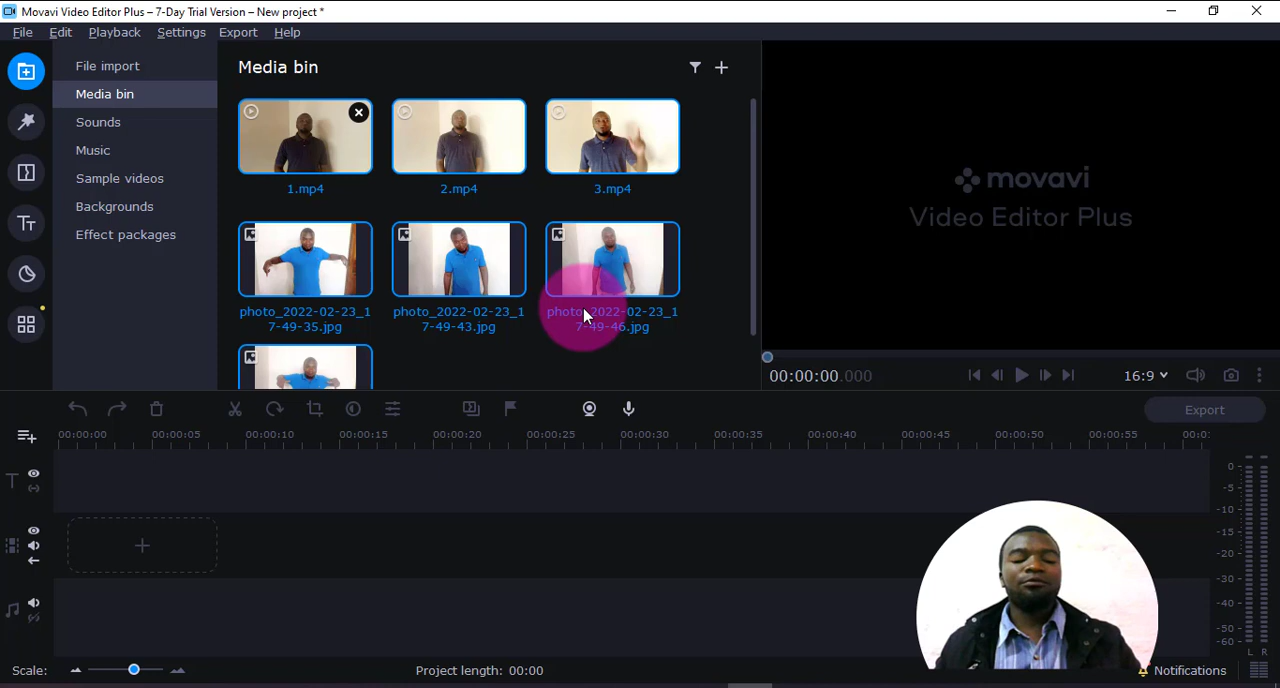 Movavi Video Editor Plus – 7-Day Trial Version – New project *
File Edit Playback Settings Export Help
File import
Media bin
Sounds
Music
Sample videos
Backgrounds
Effect packages
Media bin
1.mp4
2.mp4
3.mp4
photo_2022-02-23_1
7-49-35.jpg
photo_2022-02-23_1
7-49-43.jpg
photo_2022-02-23_1
7-49-46.jpg
movavi
Video Editor Plus
00:00:00.000
16:9
Export
00:00:00 00:00:05 00:00:10 00:00:15 00:00:20 00:00:25 00:00:30 00:00:35 00:00:40 00:00:45 00:00:50 00:00:55 00:0(
0
-5
-10
-15
-20
-30
-40
-50
-60
L R
Scale:
Project length: 00:00
Notifications